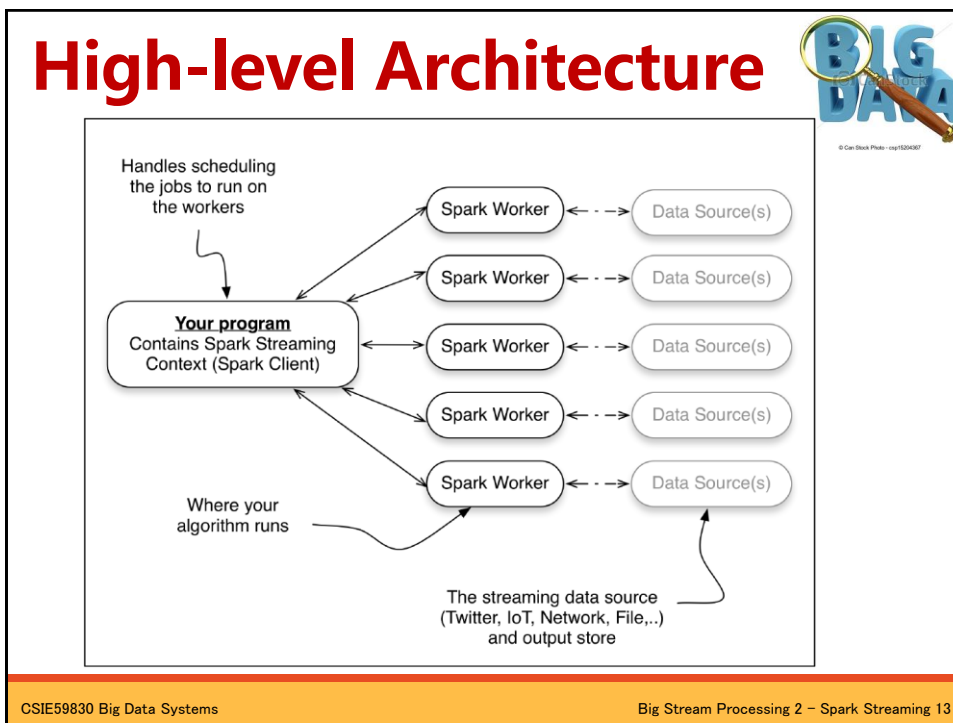 High-level Architecture
BIG
DATA
© Can Stock Photo - csp15204367
Handles scheduling
the jobs to run on
the workers
Your program
Contains Spark Streaming
Context (Spark Client)
Spark Worker
Data Source(s)
Spark Worker
Data Source(s)
Spark Worker
Data Source(s)
Spark Worker
Data Source(s)
Spark Worker
Data Source(s)
Where your
algorithm runs
The streaming data source
(Twitter, IoT, Network, File,..)
and output store
CSIE59830 Big Data Systems
Big Stream Processing 2 – Spark Streaming 13